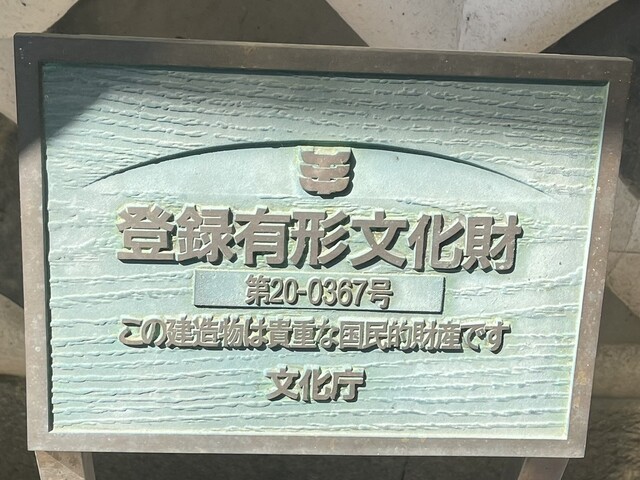 登録有形文化財
第20-0367号
この建造物は貴重な国民的財産です
文化庁